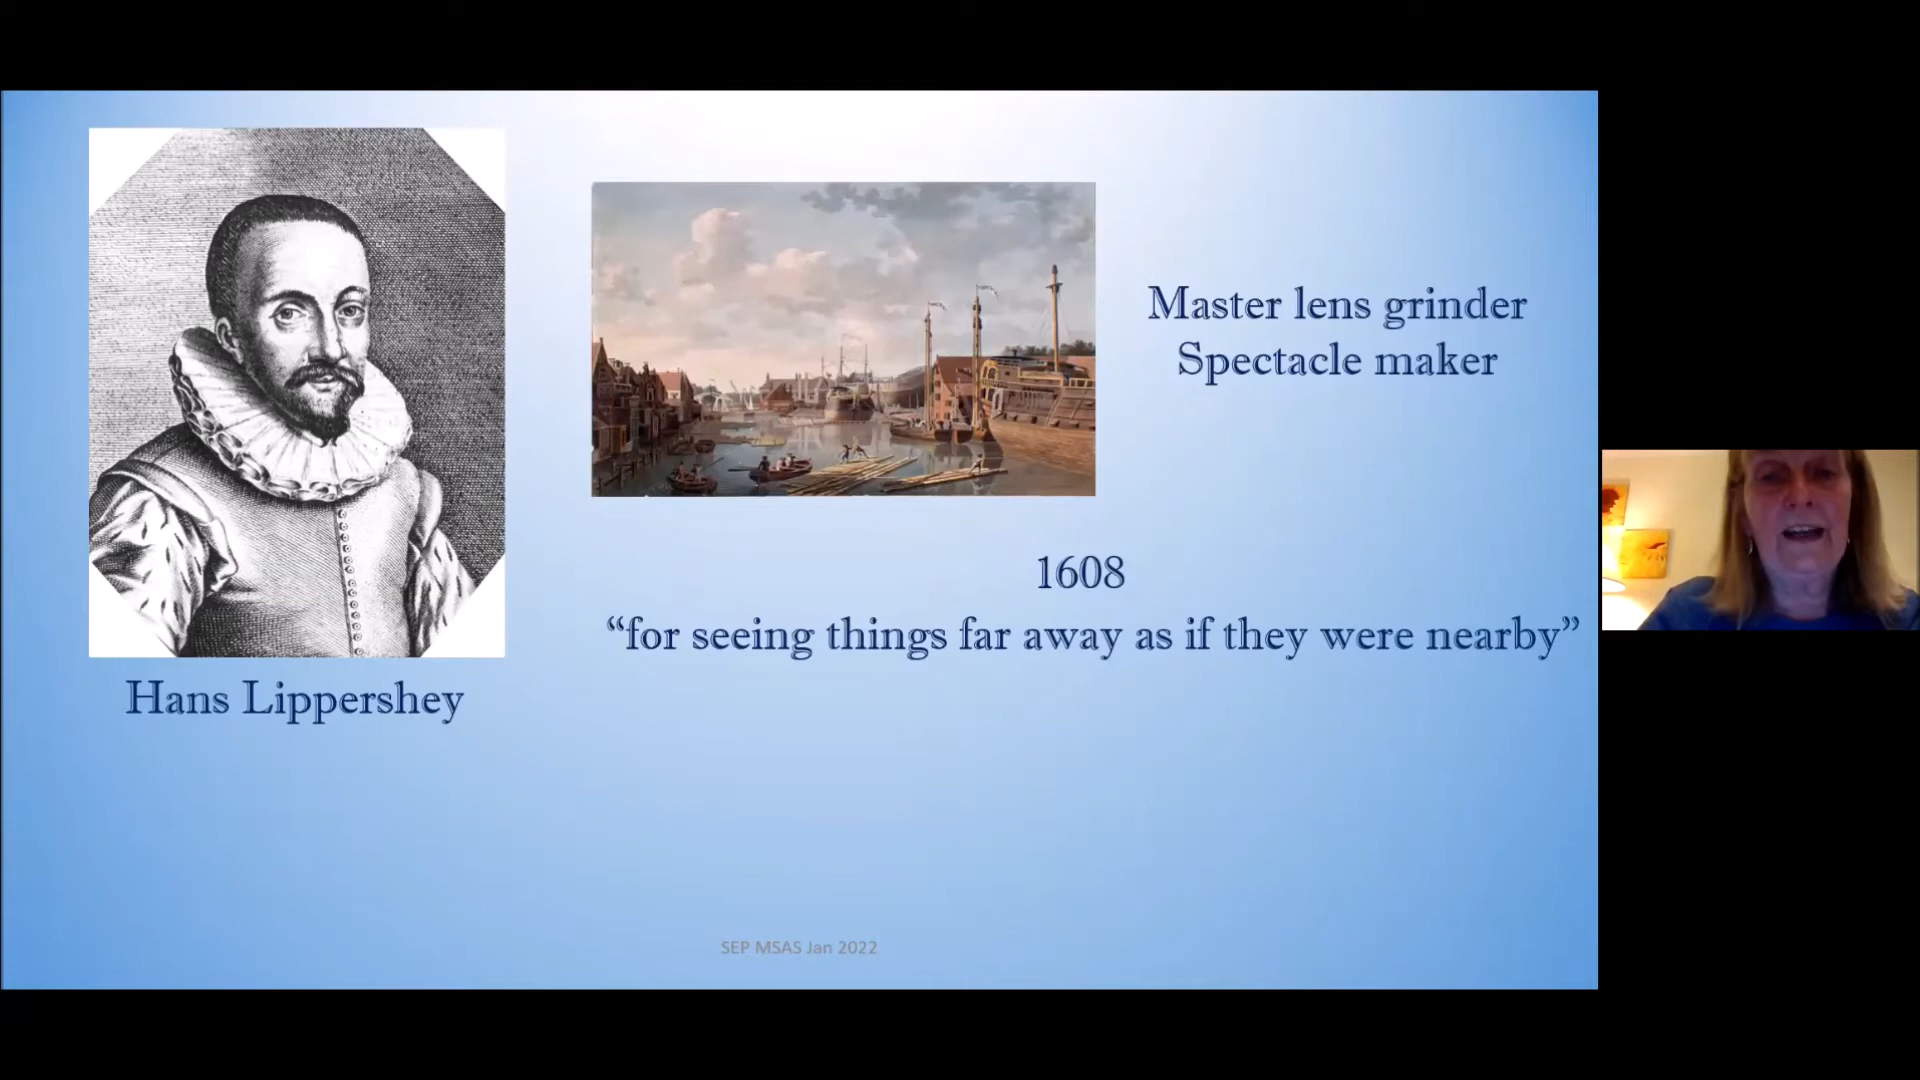 Master lens grinder
Spectacle maker
1608
“for seeing things far away as if they were nearby”
Hans Lippershey
SEP MSAS Jan 2022